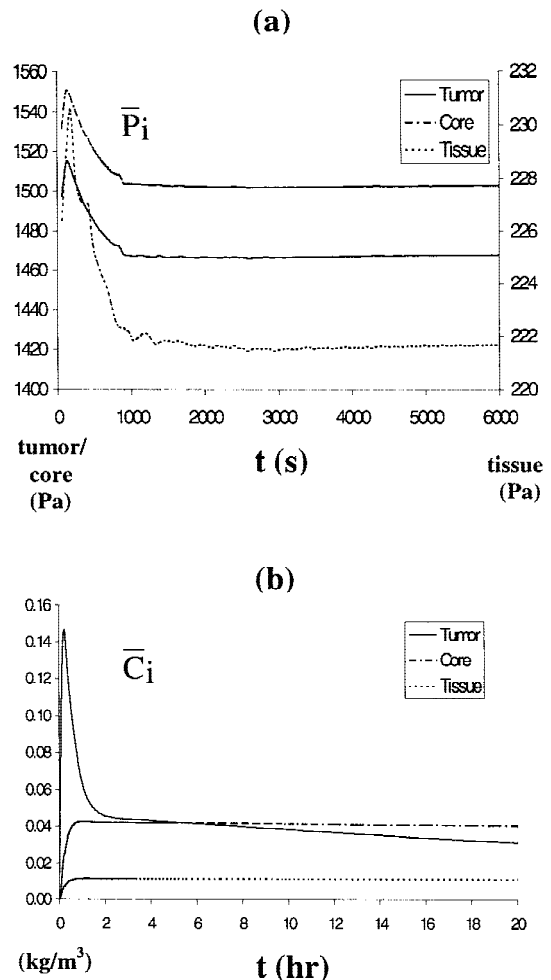 (a)
1560
1540
1520
1500
1480
1460
1440
1420
1400
P̅i
Tumor
Core
Tissue
232
230
228
226
225
224
222
220
0
1000
2000
3000
4000
5000
6000
tumor/
core
(Pa)
t (s)
tissue
(Pa)
(b)
0.16
0.14
0.12
0.10
0.08
0.06
0.04
0.02
0.00
C̅i
Tumor
Core
Tissue
0
2
4
6
8
10
12
14
16
18
20
(kg/m³)
t (hr)